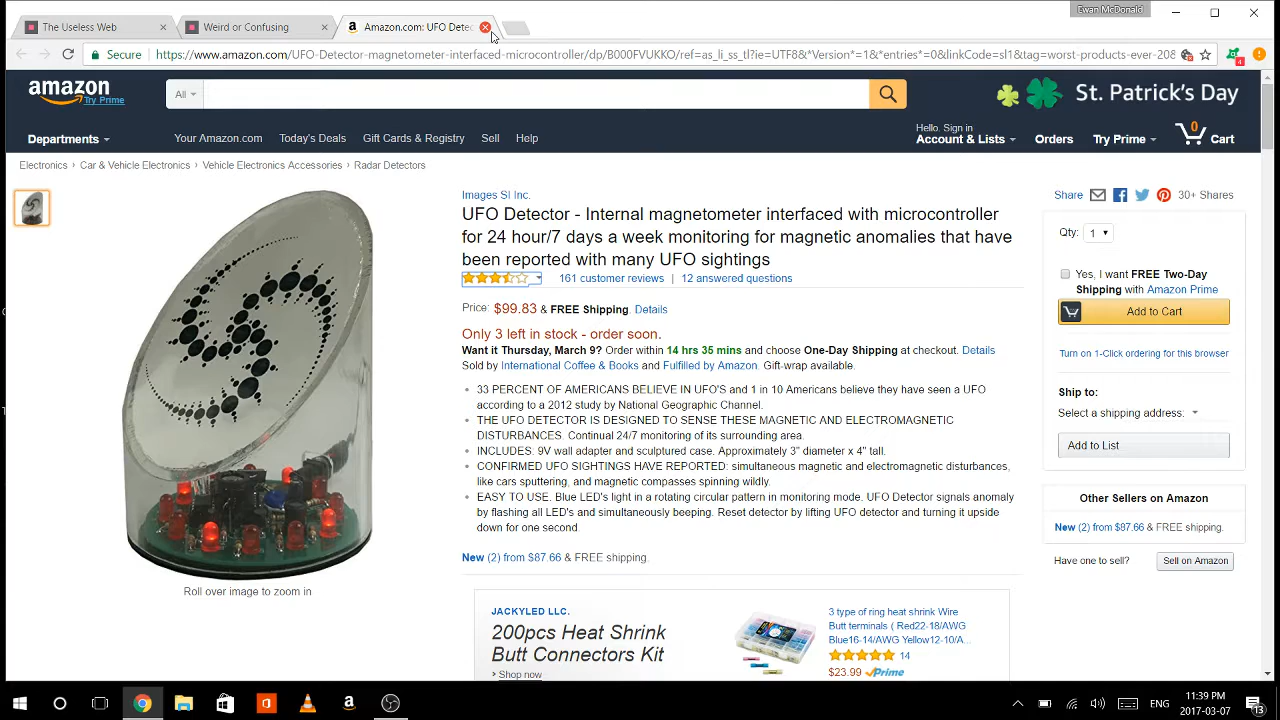 Ewan McDonald
The Useless Web
Weird or Confusing
Amazon.com: UFO Detec
Secure
https://www.amazon.com/UFO-Detector-magnetometer-interfaced-microcontroller/dp/B000FVUKKO/ref=as_li_ss_tl?ie=UTF8&*Version*=1&*entries*=0&linkCode=sl1&tag=worst-products-ever-208
4
amazon
Try Prime
All
St. Patrick's Day
Departments
Your Amazon.com
Today's Deals
Gift Cards & Registry
Sell
Help
Hello. Sign in
Account & Lists
Orders
Try Prime
0
Cart
Electronics › Car & Vehicle Electronics › Vehicle Electronics Accessories › Radar Detectors
Roll over image to zoom in
Images SI Inc.
UFO Detector - Internal magnetometer interfaced with microcontroller
for 24 hour/7 days a week monitoring for magnetic anomalies that have
been reported with many UFO sightings
161 customer reviews | 12 answered questions
Price: $99.83 & FREE Shipping. Details
Only 3 left in stock - order soon.
Want it Thursday, March 9? Order within 14 hrs 35 mins and choose One-Day Shipping at checkout. Details
Sold by International Coffee & Books and Fulfilled by Amazon. Gift-wrap available.
• 33 PERCENT OF AMERICANS BELIEVE IN UFO'S and 1 in 10 Americans believe they have seen a UFO
according to a 2012 study by National Geographic Channel.
• THE UFO DETECTOR IS DESIGNED TO SENSE THESE MAGNETIC AND ELECTROMAGNETIC
DISTURBANCES. Continual 24/7 monitoring of its surrounding area.
• INCLUDES: 9V wall adapter and sculptured case. Approximately 3" diameter x 4" tall.
• CONFIRMED UFO SIGHTINGS HAVE REPORTED: simultaneous magnetic and electromagnetic disturbances,
like cars sputtering, and magnetic compasses spinning wildly.
• EASY TO USE. Blue LED's light in a rotating circular pattern in monitoring mode. UFO Detector signals anomaly
by flashing all LED's and simultaneously beeping. Reset detector by lifting UFO detector and turning it upside
down for one second.
New (2) from $87.66 & FREE shipping.
JACKYLED LLC.
200pcs Heat Shrink
Butt Connectors Kit
› Shop now
3 type of ring heat shrink Wire
Butt terminals ( Red22-18/AWG
Blue16-14/AWG Yellow12-10/A...
14
$23.99 Prime
Share
30+ Shares
Qty: 1
Yes, I want FREE Two-Day
Shipping with Amazon Prime
Add to Cart
Turn on 1-Click ordering for this browser
Ship to:
Select a shipping address:
Add to List
Other Sellers on Amazon
New (2) from $87.66 & FREE shipping.
Have one to sell?
Sell on Amazon
ENG
11:39 PM
2017-03-07
13